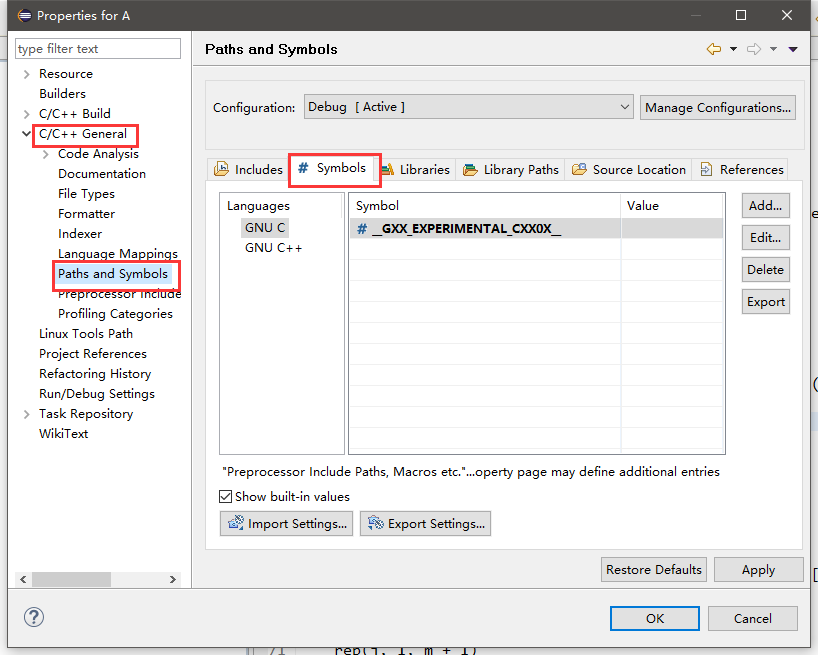 Properties for A
type filter text
Resource
Builders
C/C++ Build
C/C++ General
Code Analysis
Documentation
File Types
Formatter
Indexer
Language Mappings
Paths and Symbols
Preprocessor Include
Profiling Categories
Linux Tools Path
Project References
Refactoring History
Run/Debug Settings
Task Repository
WikiText
Paths and Symbols
Configuration:
Debug [ Active ]
Manage Configurations...
Includes
# Symbols
Libraries
Library Paths
Source Location
References
Languages
GNU C
GNU C++
Symbol
Value
# __GXX_EXPERIMENTAL_CXX0X__
Add...
Edit...
Delete
Export
"Preprocessor Include Paths, Macros etc."...operty page may define additional entries
Show built-in values
Import Settings...
Export Settings...
Restore Defaults
Apply
OK
Cancel